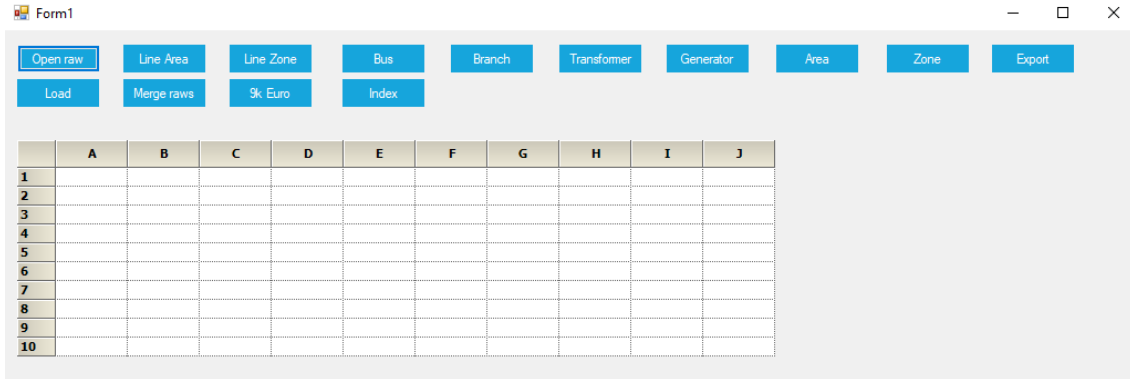 Form1
Open raw Line Area Line Zone Bus Branch Transformer Generator Area Zone Export
Load Merge raws 9k Euro Index
A B C D E F G H I J
1
2
3
4
5
6
7
8
9
10